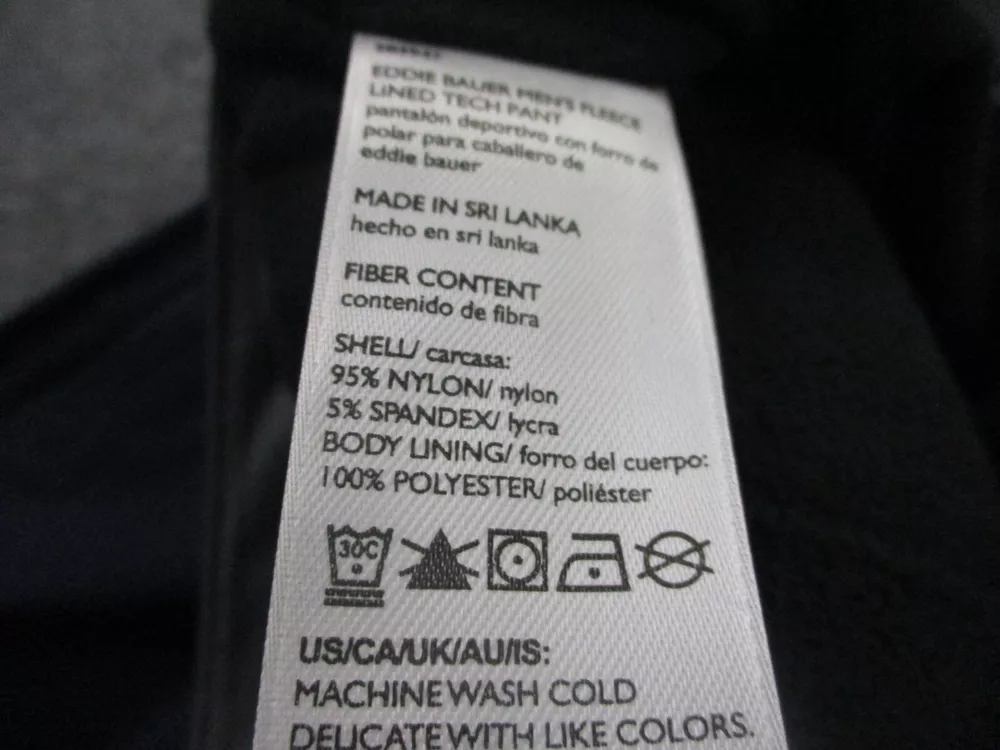 EDDIE BAUER MEN'S FLEECE
LINED TECH PANT
pantalón deportivo con forro de
polar para caballero de
eddie bauer
MADE IN SRI LANKA
hecho en sri lanka
FIBER CONTENT
contenido de fibra
SHELL/ carcasa:
95% NYLON/ nylon
5% SPANDEX/ lycra
BODY LINING/ forro del cuerpo:
100% POLYESTER/ poliéster
30C
US/CA/UK/AU/IS:
MACHINE WASH COLD
DELICATE WITH LIKE COLORS.